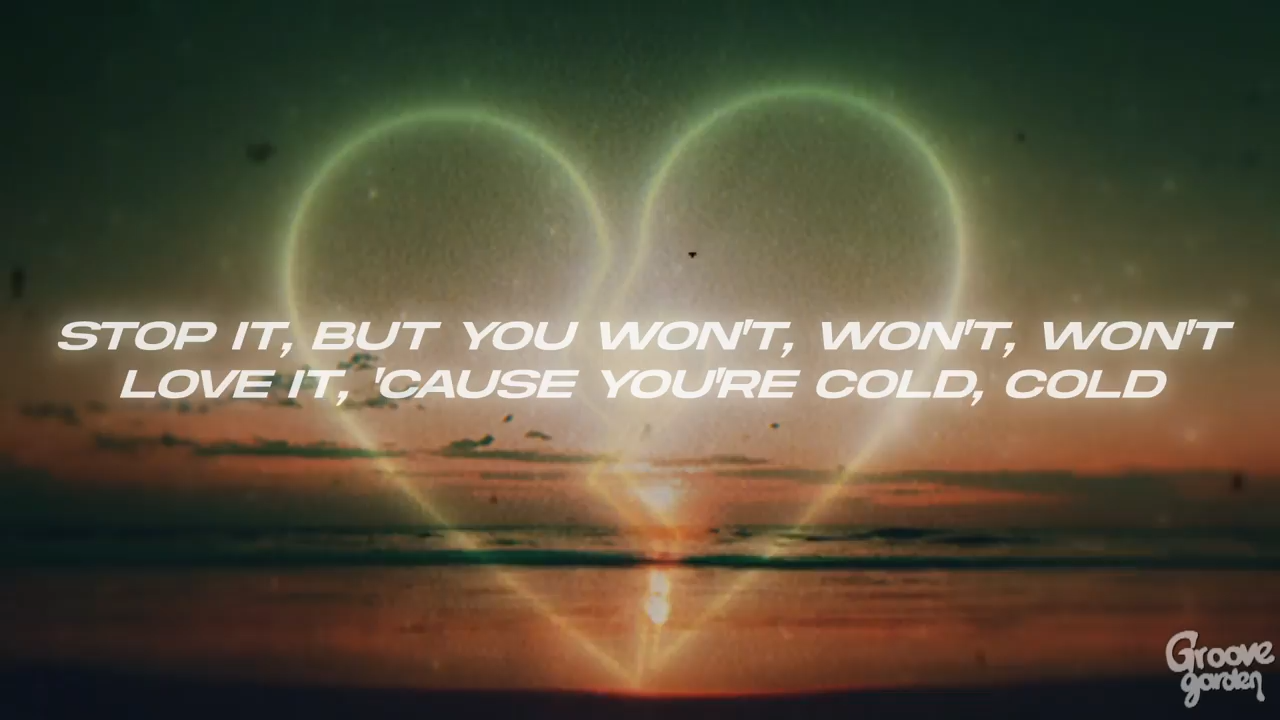 STOP IT, BUT YOU WON'T, WON'T, WON'T
LOVE IT, 'CAUSE YOU'RE COLD, COLD
Groove
garden